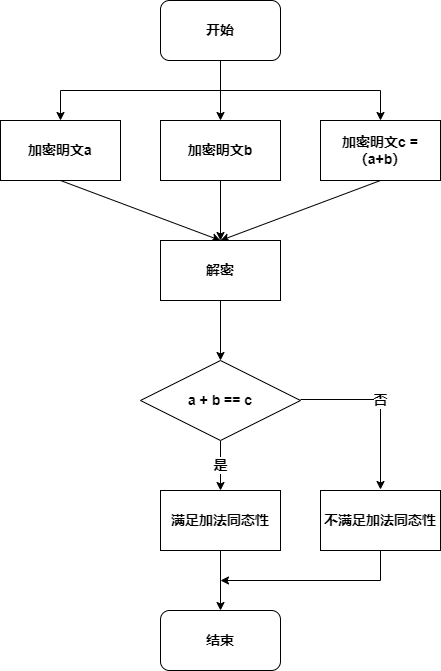 开始
加密明文a
加密明文b
加密明文c =
（a+b）
解密
a + b == c
否
是
满足加法同态性
不满足加法同态性
结束